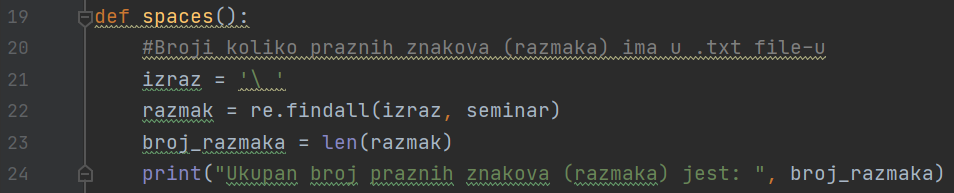 19 def spaces():
20 #Broji koliko praznih znakova (razmaka) ima u .txt file-u
21 izraz = '\ '
22 razmak = re.findall(izraz, seminar)
23 broj_razmaka = len(razmak)
24 print("Ukupan broj praznih znakova (razmaka) jest: ", broj_razmaka)